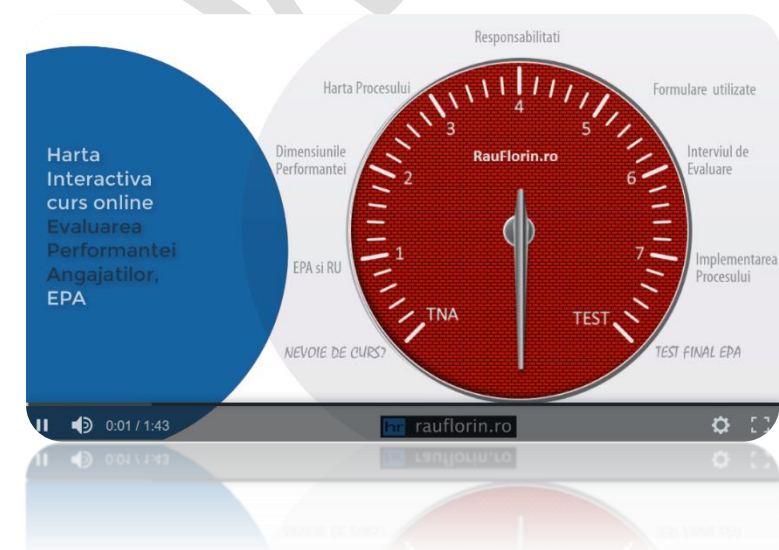 Harta
Interactiva
curs online
Evaluarea
Performantei
Angajatilor,
EPA
Responsabilitati
Harta Procesului
Formulare utilizate
Dimensiunile
Performantei
Interviul de
Evaluare
EPA si RU
Implementarea
Procesului
NEVOIE DE CURS?
TEST FINAL EPA
RauFlorin.ro
1
2
3
4
5
6
7
TNA
TEST
0:01 / 1:43
hr rauflorin.ro